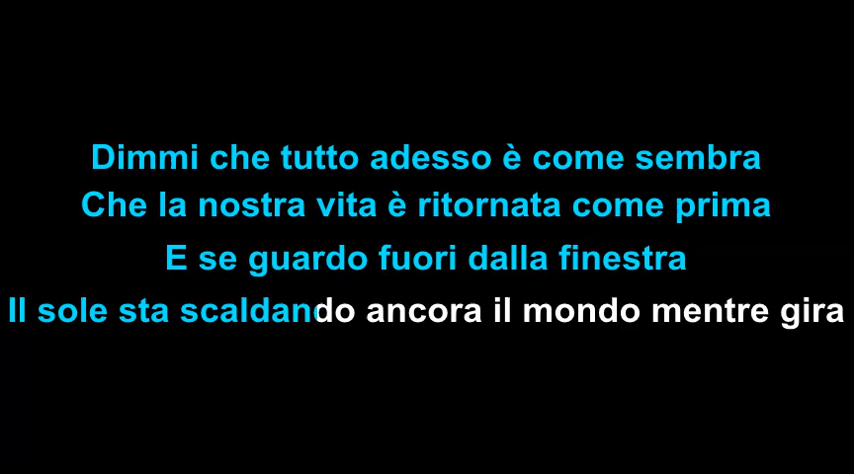 Dimmi che tutto adesso è come sembra
Che la nostra vita è ritornata come prima
E se guardo fuori dalla finestra
Il sole sta scaldando ancora il mondo mentre gira